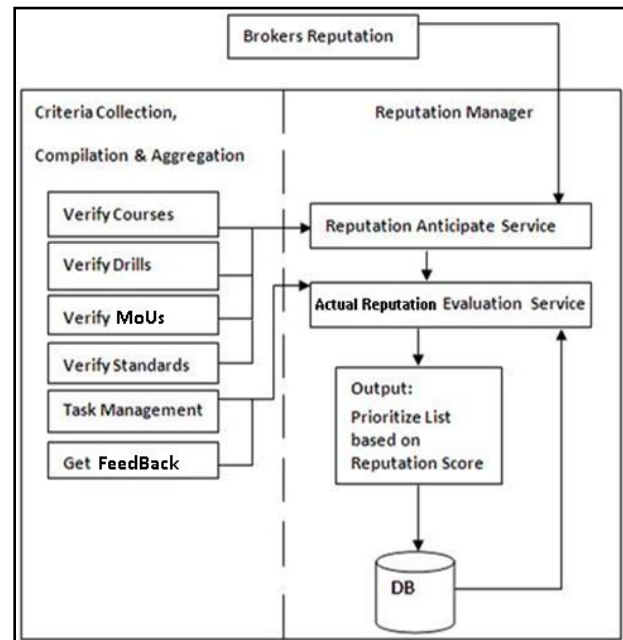 Brokers Reputation
Criteria Collection,
Compilation & Aggregation
Reputation Manager
Verify Courses
Verify Drills
Verify MoUs
Verify Standards
Task Management
Get FeedBack
Reputation Anticipate Service
Actual Reputation Evaluation Service
Output:
Prioritize List
based on
Reputation Score
DB